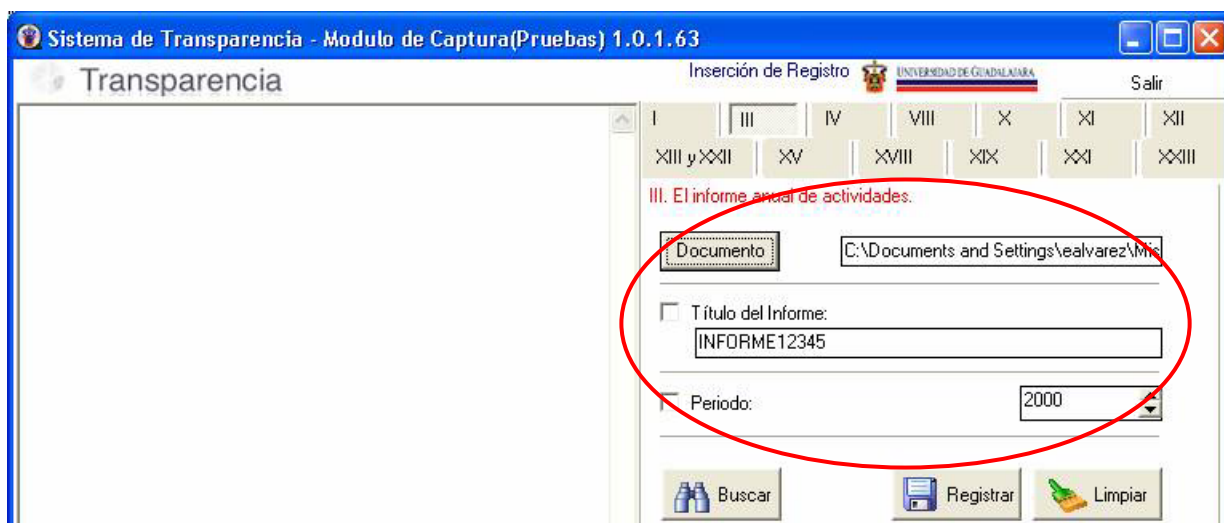 Sistema de Transparencia - Modulo de Captura(Pruebas) 1.0.1.63
Transparencia
Inserción de Registro
UNIVERSIDAD DE GUADALAJARA
Salir
I III IV VIII X XI XII
XIII y XXII XV XVIII XIX XXI XXIII
III. El informe anual de actividades.
Documento C:\Documents and Settings\ealvarez\Mis
Título del Informe:
INFORME12345
Periodo: 2000
Buscar Registrar Limpiar